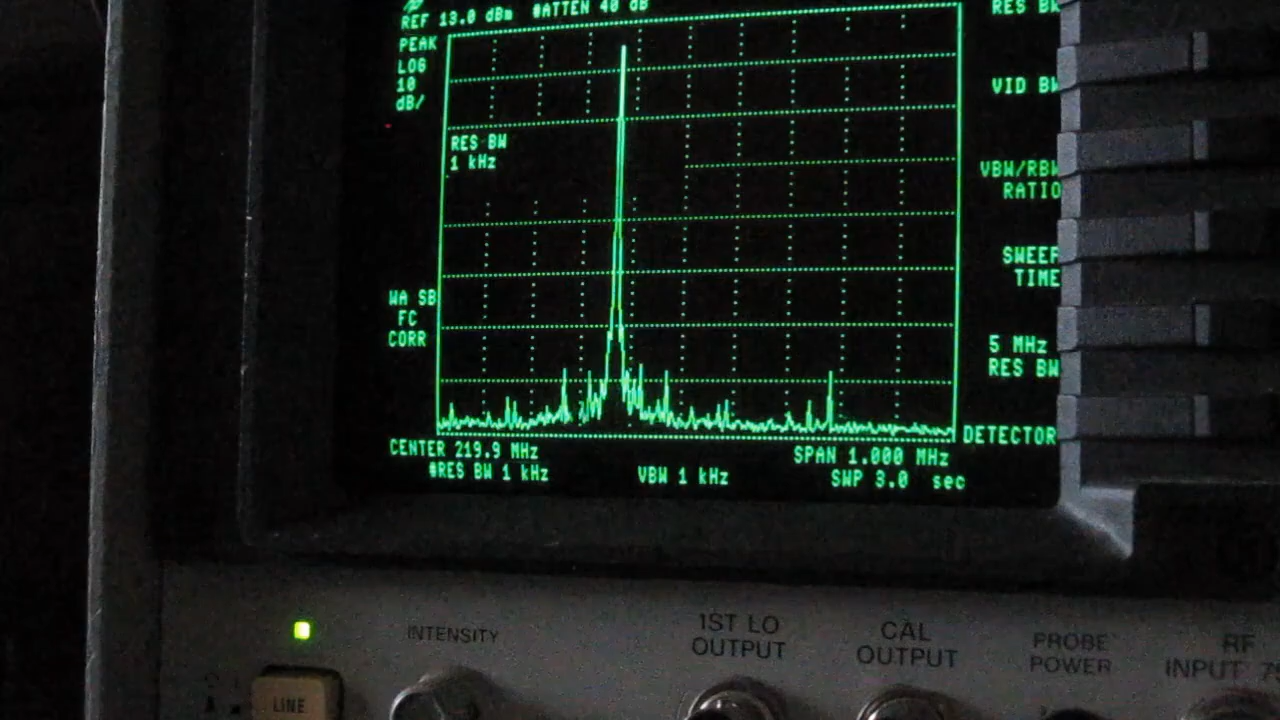 REF 13.0 dBm #ATTEN 40 dB
PEAK
LOG
10
dB/
RES BW
1 kHz
WA SB
FC
CORR
CENTER 219.9 MHz
SPAN 1.000 MHz
#RES BW 1 kHz
VBW 1 kHz
SWP 3.0 sec
RES BW
VID BW
VBW/RBW
RATIO
SWEEP
TIME
5 MHz
RES BW
DETECTOR
INTENSITY
1ST LO
OUTPUT
CAL
OUTPUT
PROBE
POWER
RF
INPUT
LINE